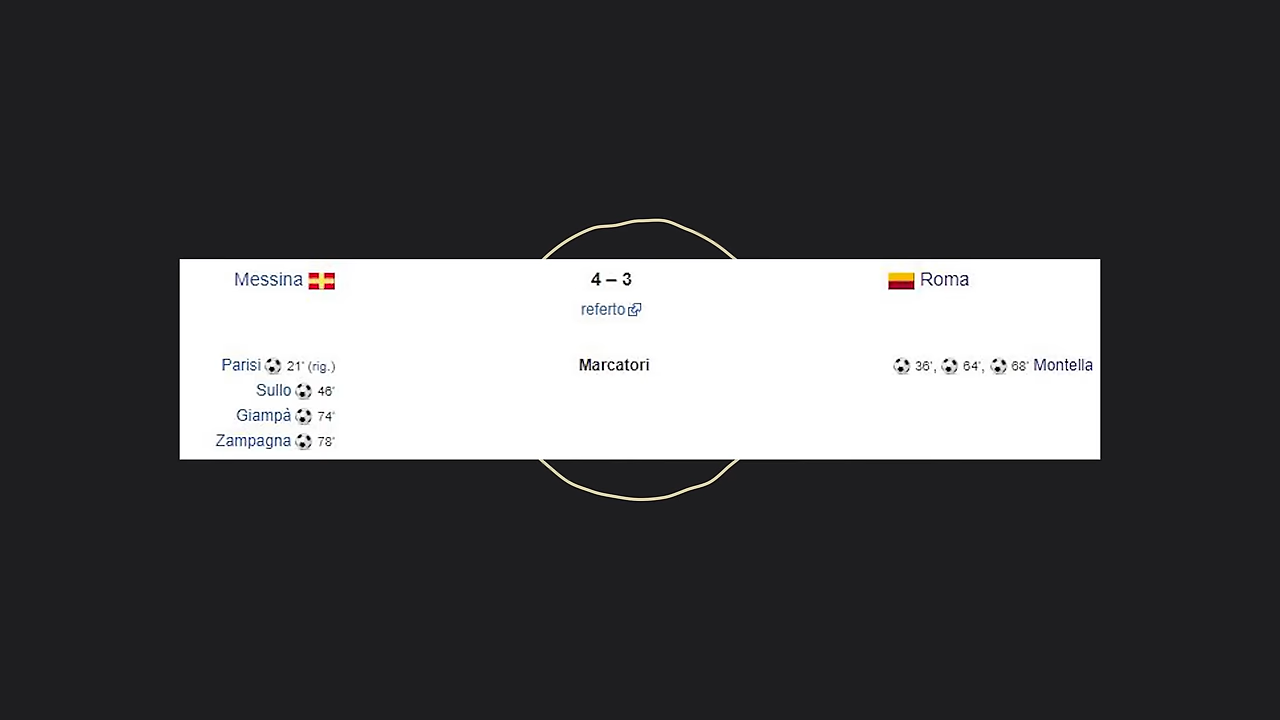 Messina 4 – 3 Roma
referto
Parisi 21' (rig.) Marcatori 36', 64', 68' Montella
Sullo 46'
Giampà 74'
Zampagna 78'